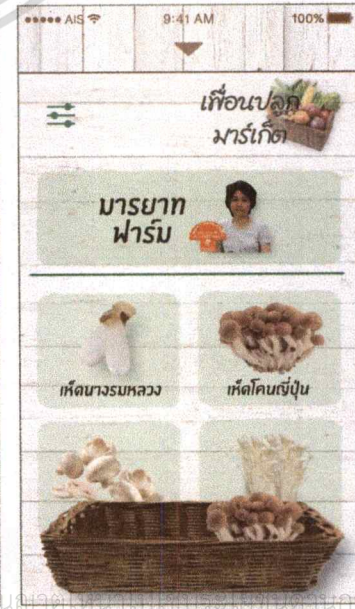 AIS 9:41 AM 100%
เพื่อนปลูก
มาร์เก็ต
มารยาท
ฟาร์ม
เห็ดนางรมหลวง
เห็ดโคนญี่ปุ่น